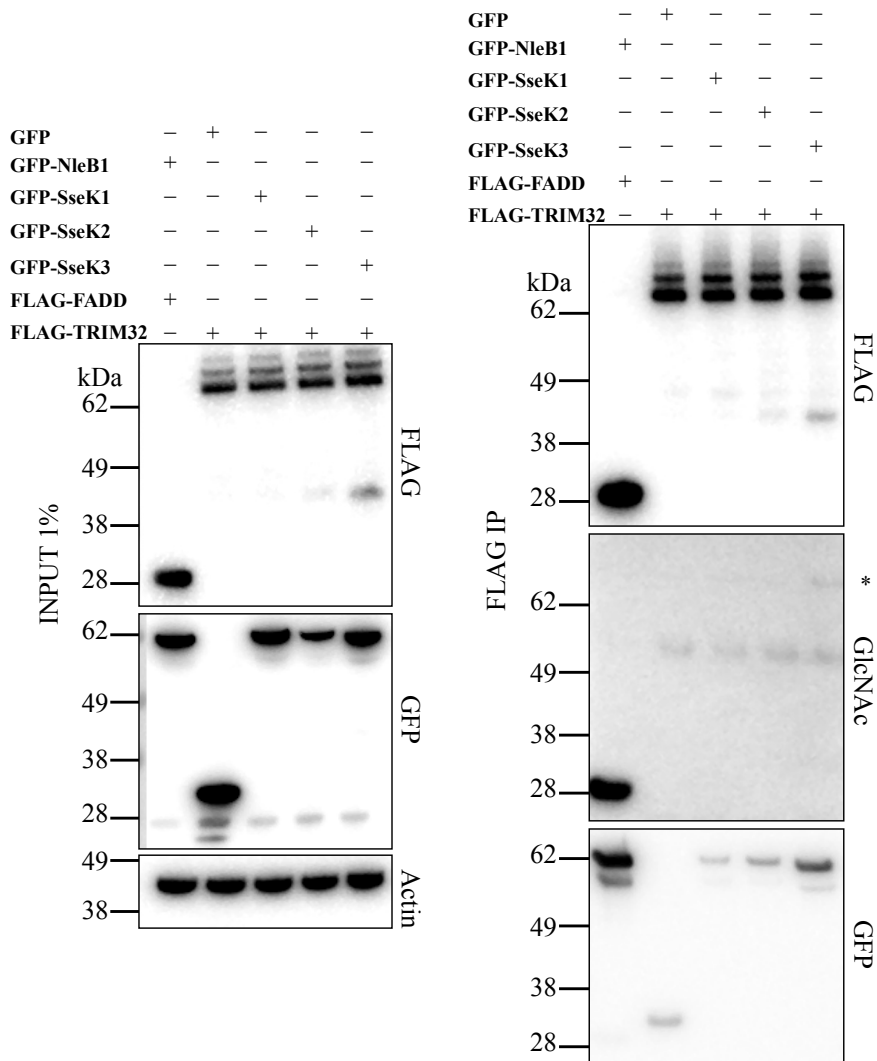 GFP – + – – –
GFP-NleB1 + – – – –
GFP-SseK1 – – + – –
GFP-SseK2 – – – + –
GFP-SseK3 – – – – +
FLAG-FADD + – – – –
FLAG-TRIM32 – + + + +
kDa
62
49
38
28
FLAG
INPUT 1%
62
49
38
28
GFP
49
38
Actin
GFP – + – – –
GFP-NleB1 + – – – –
GFP-SseK1 – – + – –
GFP-SseK2 – – – + –
GFP-SseK3 – – – – +
FLAG-FADD + – – – –
FLAG-TRIM32 – + + + +
kDa
62
49
38
28
FLAG
FLAG IP
*
62
49
38
28
GlcNAc
62
49
38
28
GFP